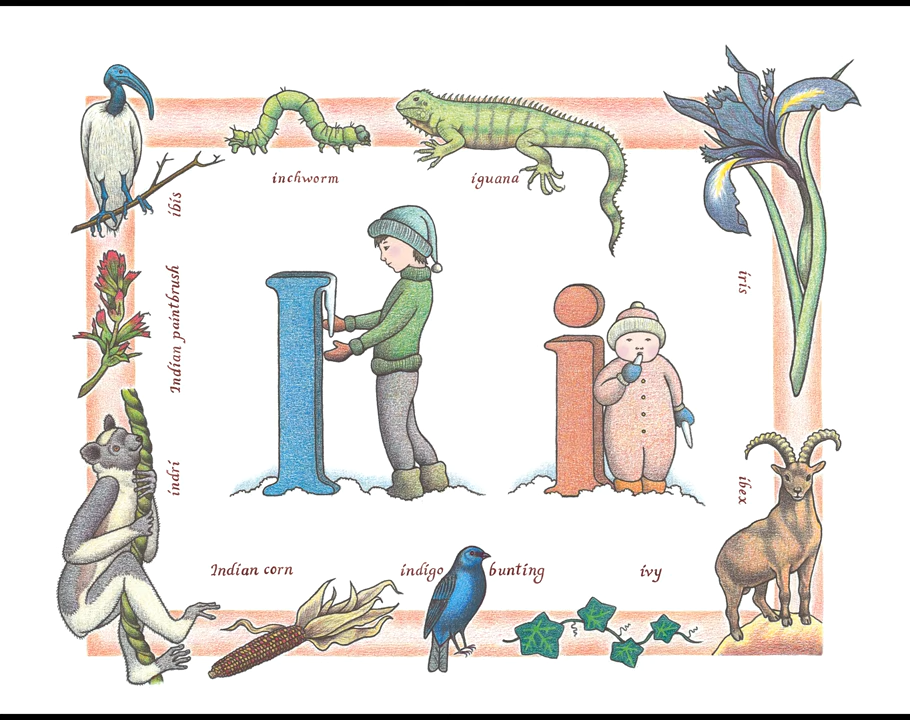 inchworm
iguana
ibis
Indian paintbrush
iris
I i
indri
ibex
Indian corn
indigo bunting
ivy